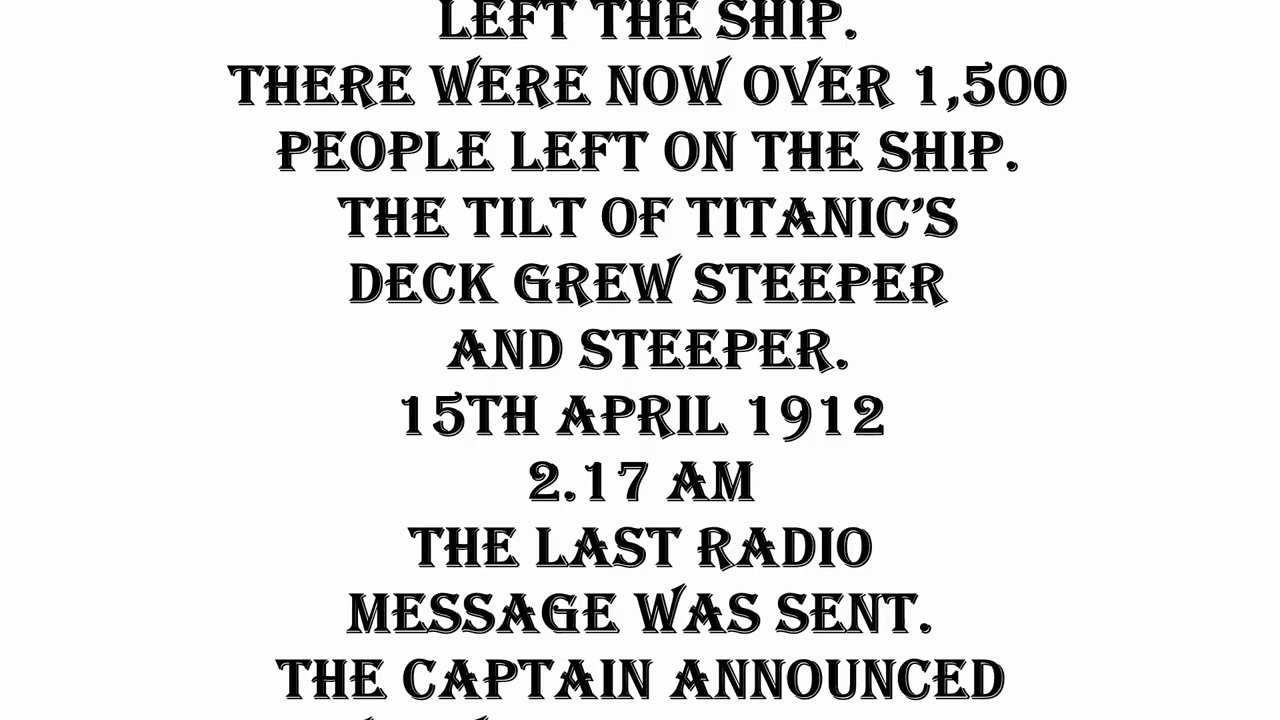 LEFT THE SHIP.
THERE WERE NOW OVER 1,500
PEOPLE LEFT ON THE SHIP.
THE TILT OF TITANIC'S
DECK GREW STEEPER
AND STEEPER.
15TH APRIL 1912
2.17 AM
THE LAST RADIO
MESSAGE WAS SENT.
THE CAPTAIN ANNOUNCED